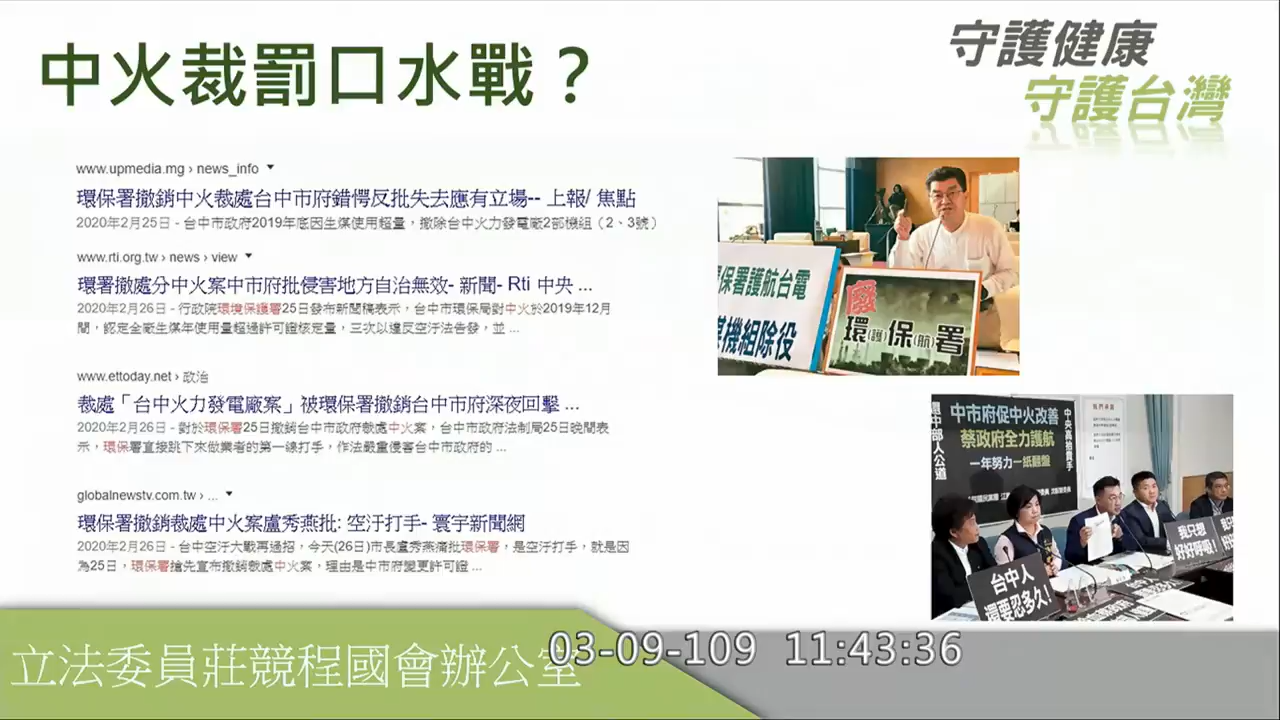 中火裁罰口水戰？
守護健康
守護台灣
www.upmedia.mg › news_info
環保署撤銷中火裁處台中市府錯愕反批失去應有立場-- 上報/ 焦點
2020年2月25日 - 台中市政府2019年底因生煤使用超量，撤除台中火力發電廠2部機組（2、3號）
www.rti.org.tw › news › view
環署撤處分中火案中市府批侵害地方自治無效- 新聞- Rti 中央 ...
2020年2月26日 - 行政院環境保護署25日發布新聞稿表示，台中市環保局對中火於2019年12月
間，認定全廠生煤年使用量超過許可證核定量，三次以違反空汙法告發，並 ...
www.ettoday.net › 政治
裁處「台中火力發電廠案」被環保署撤銷台中市府深夜回擊 ...
2020年2月26日 - 對於環保署25日撤銷台中市政府裁處中火案，台中市政府法制局25日晚間表
示，環保署直接跳下來做業者的第一線打手，作法嚴重侵害台中市政府的 ...
globalnewstv.com.tw › ...
環保署撤銷裁處中火案盧秀燕批: 空汙打手- 寰宇新聞網
2020年2月26日 - 台中空汙大戰再過招，今天(26日)市長盧秀燕痛批環保署，是空汙打手，就是因
為25日，環保署搶先宣布撤銷裁處中火案，理由是中市府變更許可證 ...
保署護航台電
機組除役
廢
環(護)保(航)署
中市府促中火改善
蔡政府全力護航
一年努力一紙翻盤
中央高抬貴手
還中部人公道
台中人
還要忍多久!
我只想
好好呼吸!
立法委員莊競程國會辦公室
03-09-109 11:43:36